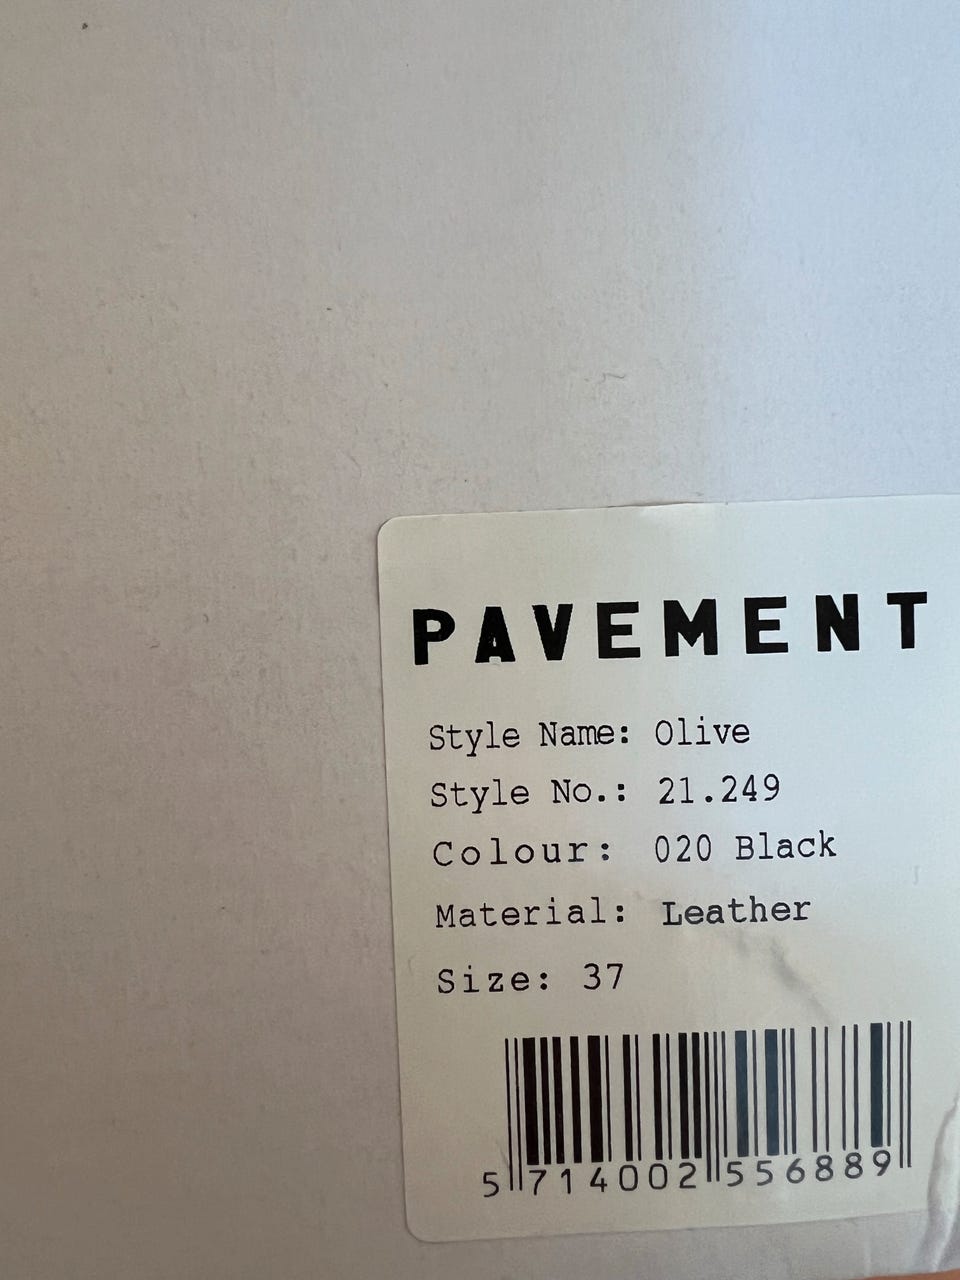 PAVEMENT
Style Name: Olive
Style No.: 21.249
Colour: 020 Black
Material: Leather
Size: 37
5 714002 556889